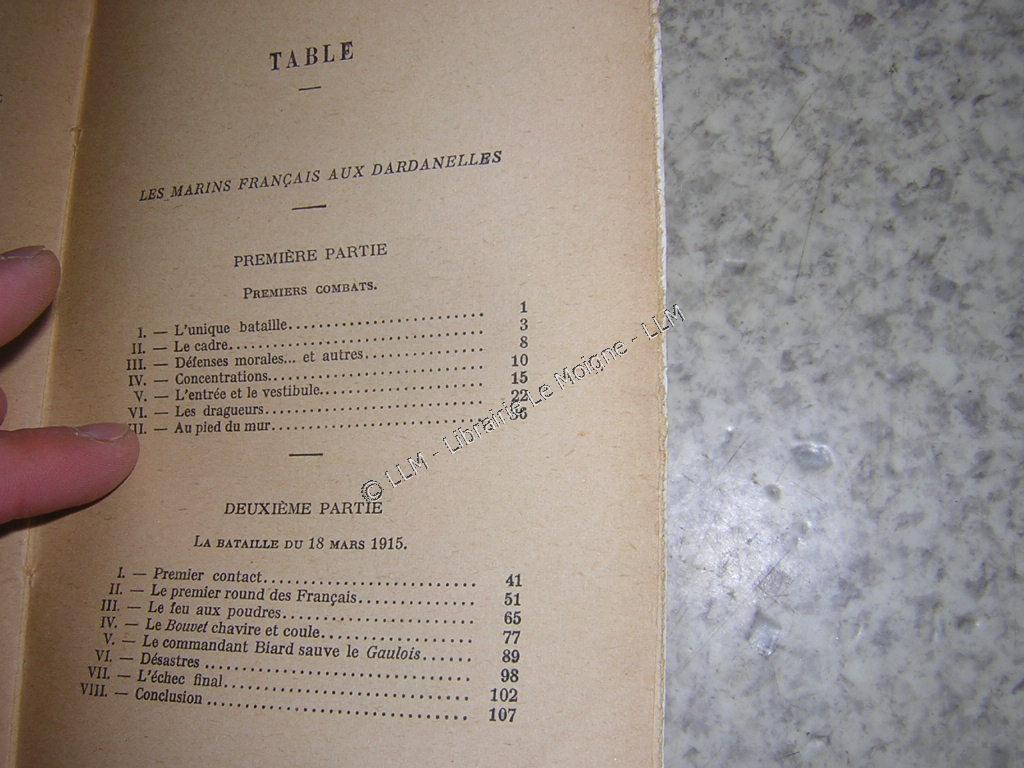 TABLE
LES MARINS FRANÇAIS AUX DARDANELLES
PREMIÈRE PARTIE
PREMIERS COMBATS.
I. — L'unique bataille........ 1
II. — Le cadre........ 3
III. — Défenses morales... et autres........ 8
IV. — Concentrations........ 10
V. — L'entrée et le vestibule........ 15
VI. — Les dragueurs........ 22
II. — Au pied du mur........ 36
DEUXIÈME PARTIE
LA BATAILLE DU 18 MARS 1915.
I. — Premier contact........ 41
II. — Le premier round des Français........ 51
III. — Le feu aux poudres........ 65
IV. — Le Bouvet chavire et coule........ 77
V. — Le commandant Biard sauve le Gaulois...... 89
VI. — Désastres ........ 98
VII. — L'échec final........ 102
VIII. — Conclusion ........ 107
© LLM - Librairie Le Moigne - LLM